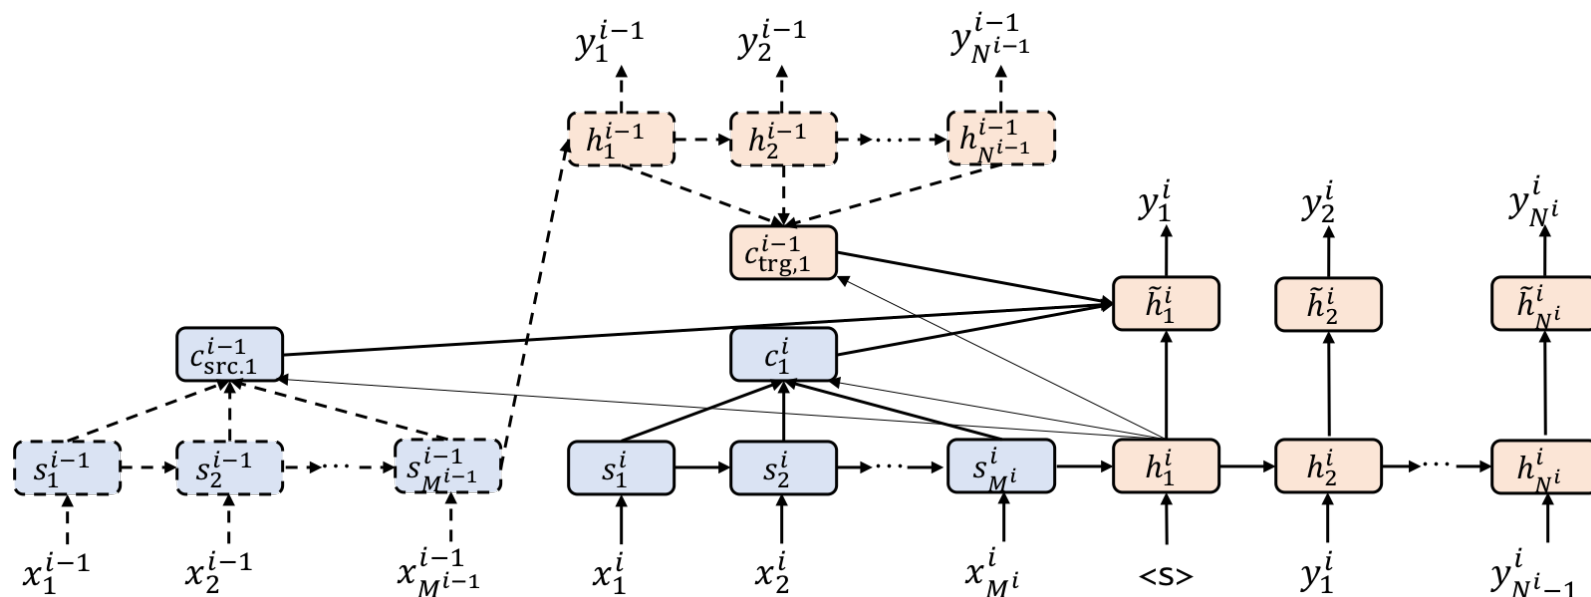 y_1^{i-1} y_2^{i-1} y_{N^{i-1}}^{i-1}
h_1^{i-1} h_2^{i-1} ... h_{N^{i-1}}^{i-1}
y_1^i y_2^i y_{N^i}^i
c_{trg,1}^{i-1}
h̃_1^i h̃_2^i h̃_{N^i}^i
c_{src.1}^{i-1} c_1^i
s_1^{i-1} s_2^{i-1} ... s_{M^{i-1}}^{i-1} s_1^i s_2^i ... s_{M^i}^i h_1^i h_2^i ... h_{N^i}^i
x_1^{i-1} x_2^{i-1} x_{M^{i-1}}^{i-1} x_1^i x_2^i x_{M^i}^i <s> y_1^i y_{N^i-1}^i